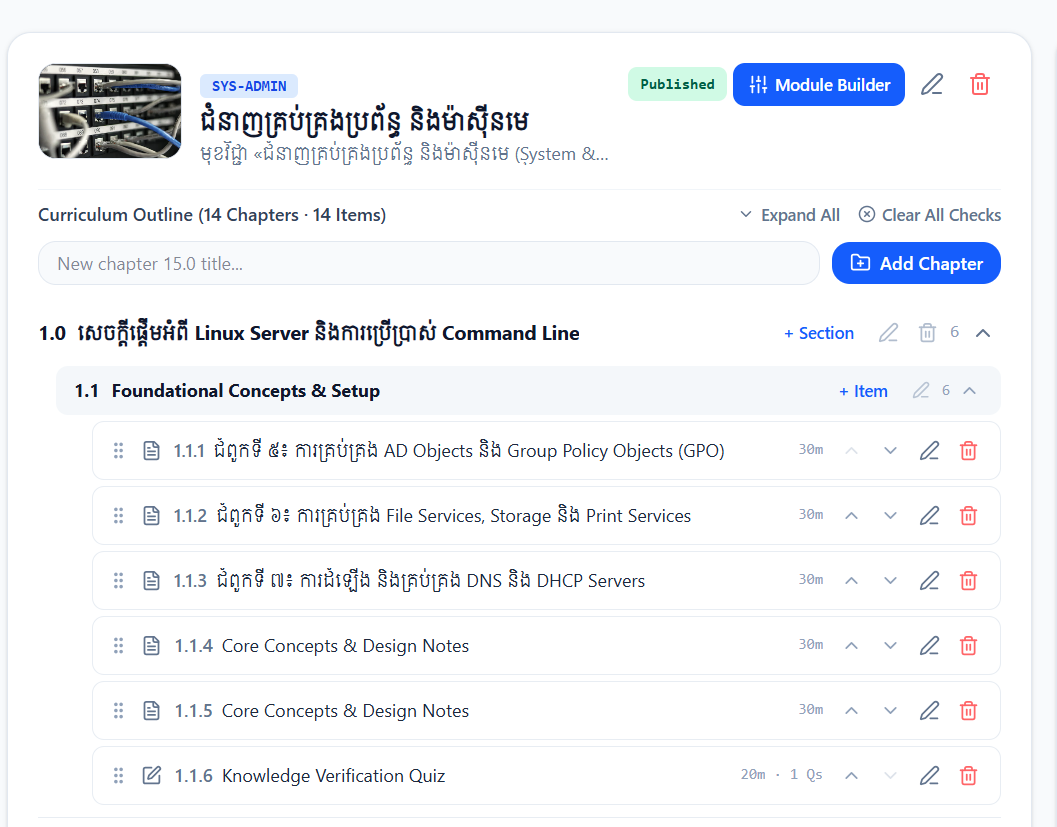 SYS-ADMIN
ជំនាញគ្រប់គ្រងប្រព័ន្ធ និងម៉ាស៊ីនមេ
មុខវិជ្ជា «ជំនាញគ្រប់គ្រងប្រព័ន្ធ និងម៉ាស៊ីនមេ (System &...
Published
Module Builder
Curriculum Outline (14 Chapters · 14 Items)
Expand All
Clear All Checks
New chapter 15.0 title...
Add Chapter
1.0 សេចក្តីផ្តើមអំពី Linux Server និងការប្រើប្រាស់ Command Line
+ Section 6
1.1 Foundational Concepts & Setup
+ Item 6
1.1.1 ជំពូកទី ៥៖ ការគ្រប់គ្រង AD Objects និង Group Policy Objects (GPO) 30m
1.1.2 ជំពូកទី ៦៖ ការគ្រប់គ្រង File Services, Storage និង Print Services 30m
1.1.3 ជំពូកទី ៧៖ ការដំឡើង និងគ្រប់គ្រង DNS និង DHCP Servers 30m
1.1.4 Core Concepts & Design Notes 30m
1.1.5 Core Concepts & Design Notes 30m
1.1.6 Knowledge Verification Quiz 20m · 1 Qs